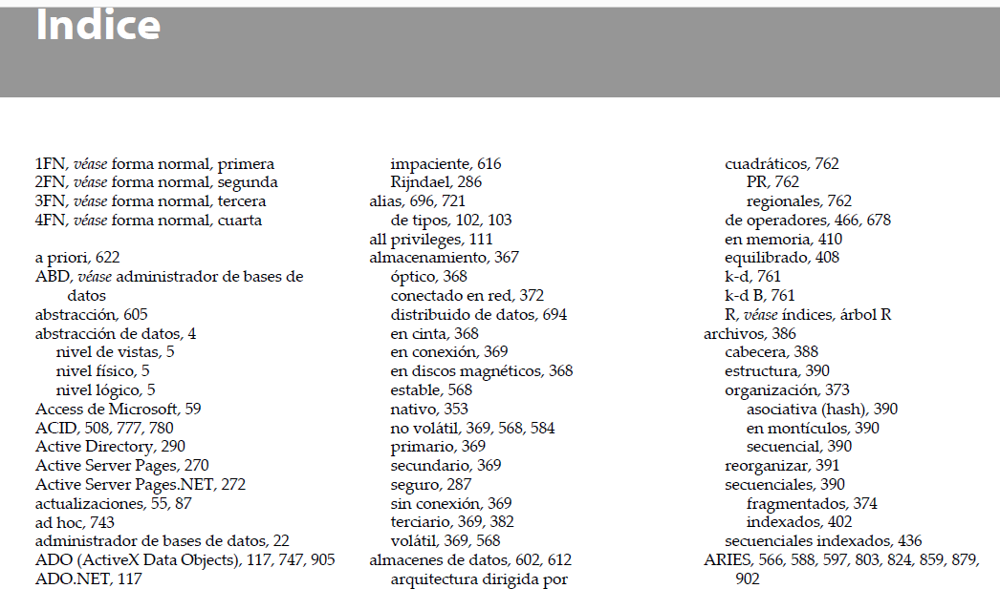 Indice
1FN, véase forma normal, primera
2FN, véase forma normal, segunda
3FN, véase forma normal, tercera
4FN, véase forma normal, cuarta
a priori, 622
ABD, véase administrador de bases de
datos
abstracción, 605
abstracción de datos, 4
nivel de vistas, 5
nivel físico, 5
nivel lógico, 5
Access de Microsoft, 59
ACID, 508, 777, 780
Active Directory, 290
Active Server Pages, 270
Active Server Pages.NET, 272
actualizaciones, 55, 87
ad hoc, 743
administrador de bases de datos, 22
ADO (ActiveX Data Objects), 117, 747, 905
ADO.NET, 117
impaciente, 616
Rijndael, 286
alias, 696, 721
de tipos, 102, 103
all privileges, 111
almacenamiento, 367
óptico, 368
conectado en red, 372
distribuido de datos, 694
en cinta, 368
en conexión, 369
en discos magnéticos, 368
estable, 568
nativo, 353
no volátil, 369, 568, 584
primario, 369
secundario, 369
seguro, 287
sin conexión, 369
terciario, 369, 382
volátil, 369, 568
almacenes de datos, 602, 612
arquitectura dirigida por
cuadráticos, 762
PR, 762
regionales, 762
de operadores, 466, 678
en memoria, 410
equilibrado, 408
k-d, 761
k-d B, 761
R, véase índices, árbol R
archivos, 386
cabecera, 388
estructura, 390
organización, 373
asociativa (hash), 390
en montículos, 390
secuencial, 390
reorganizar, 391
secuenciales, 390
fragmentados, 374
indexados, 402
secuenciales indexados, 436
ARIES, 566, 588, 597, 803, 824, 859, 879,
902